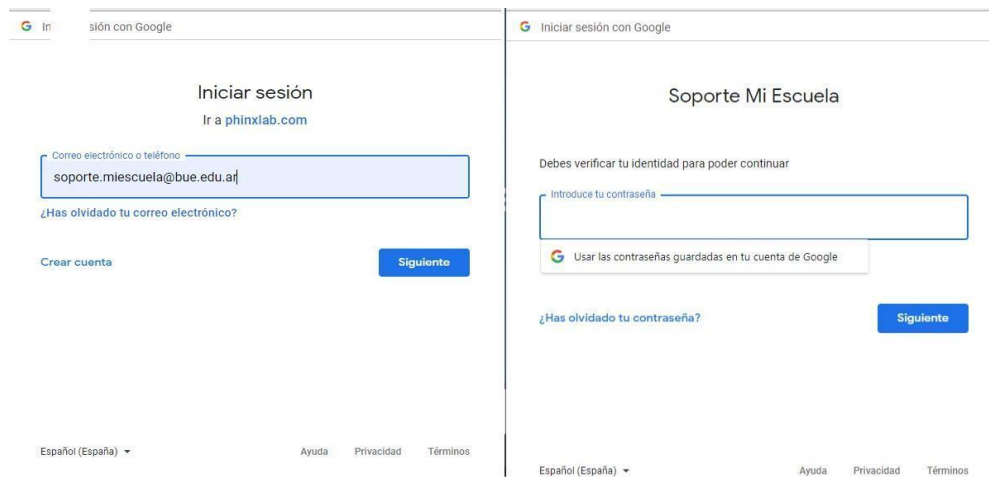 In sión con Google
Iniciar sesión
Ir a phinxlab.com
Correo electrónico o teléfono
soporte.miescuela@bue.edu.ar
¿Has olvidado tu correo electrónico?
Crear cuenta
Siguiente
Español (España)
Ayuda Privacidad Términos
Iniciar sesión con Google
Soporte Mi Escuela
Debes verificar tu identidad para poder continuar
Introduce tu contraseña
Usar las contraseñas guardadas en tu cuenta de Google
¿Has olvidado tu contraseña?
Siguiente
Español (España)
Ayuda Privacidad Términos